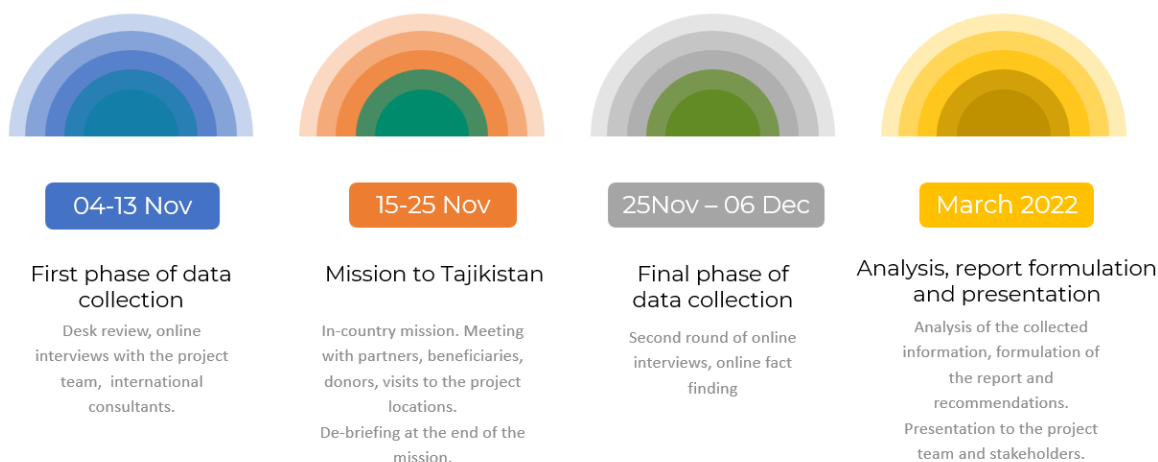 04-13 Nov
First phase of data
collection
Desk review, online
interviews with the project
team, international
consultants.
15-25 Nov
Mission to Tajikistan
In-country mission. Meeting
with partners, beneficiaries,
donors, visits to the project
locations.
De-briefing at the end of the
mission.
25Nov – 06 Dec
Final phase of
data collection
Second round of online
interviews, online fact
finding
March 2022
Analysis, report formulation
and presentation
Analysis of the collected
information, formulation of
the report and
recommendations.
Presentation to the project
team and stakeholders.